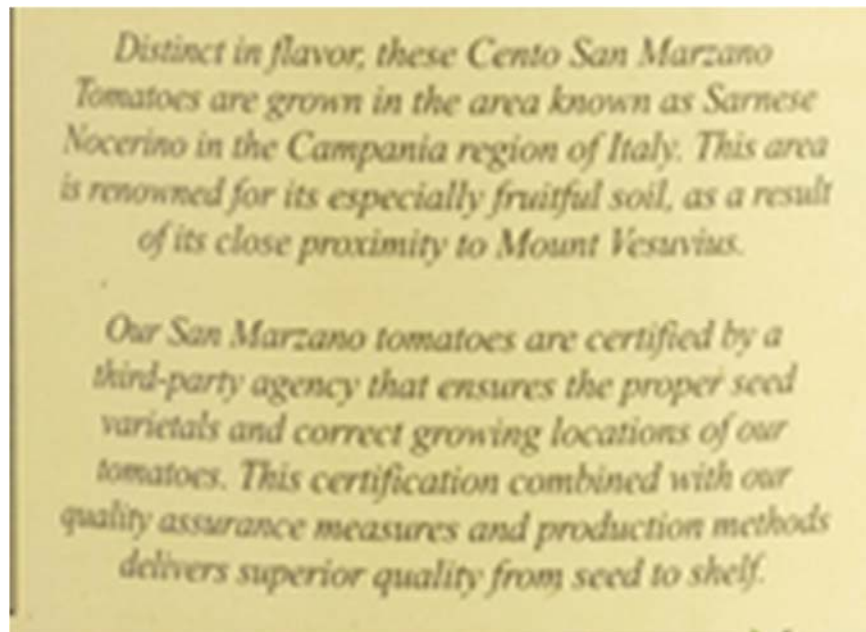 Distinct in flavor, these Cento San Marzano
Tomatoes are grown in the area known as Sarnese
Nocerino in the Campania region of Italy. This area
is renowned for its especially fruitful soil, as a result
of its close proximity to Mount Vesuvius.
Our San Marzano tomatoes are certified by a
third-party agency that ensures the proper seed
varietals and correct growing locations of our
tomatoes. This certification combined with our
quality assurance measures and production methods
delivers superior quality from seed to shelf.